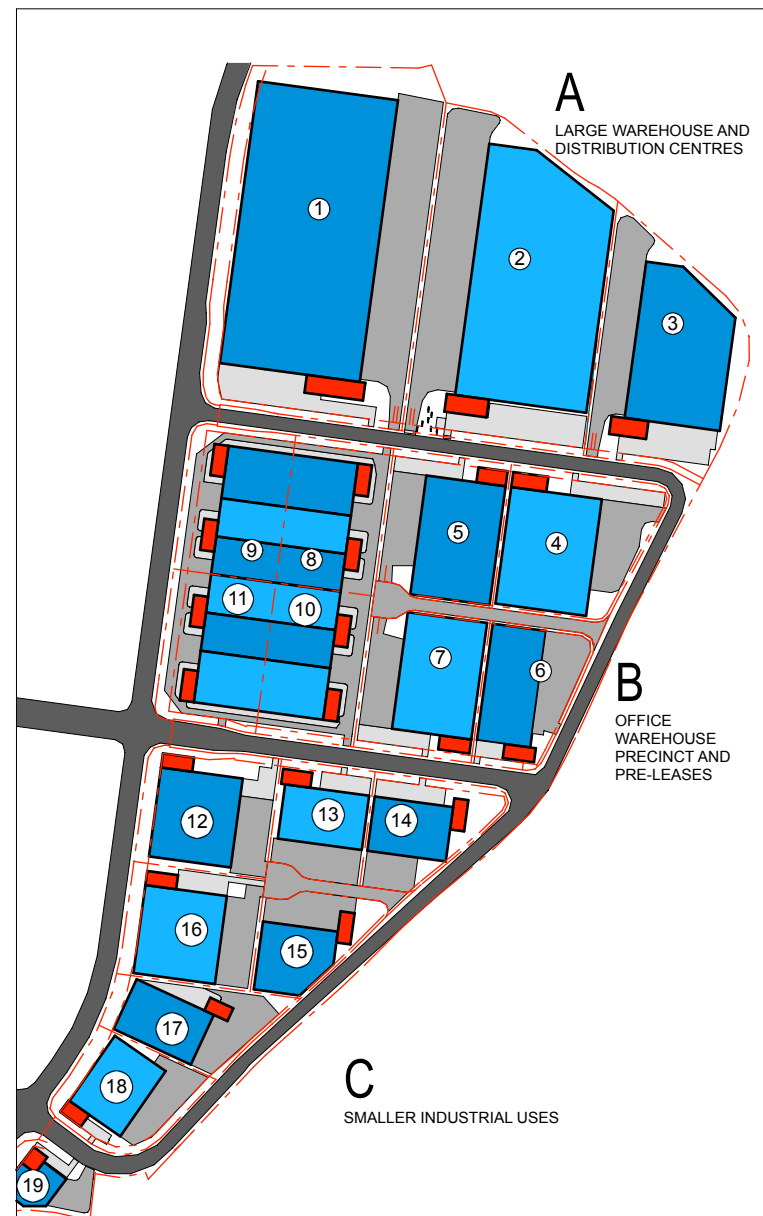 A
LARGE WAREHOUSE AND
DISTRIBUTION CENTRES
1
2
3
5
4
9
8
11
10
7
6
B
OFFICE
WAREHOUSE
PRECINCT AND
PRE-LEASES
12
13
14
16
15
17
18
C
SMALLER INDUSTRIAL USES
19